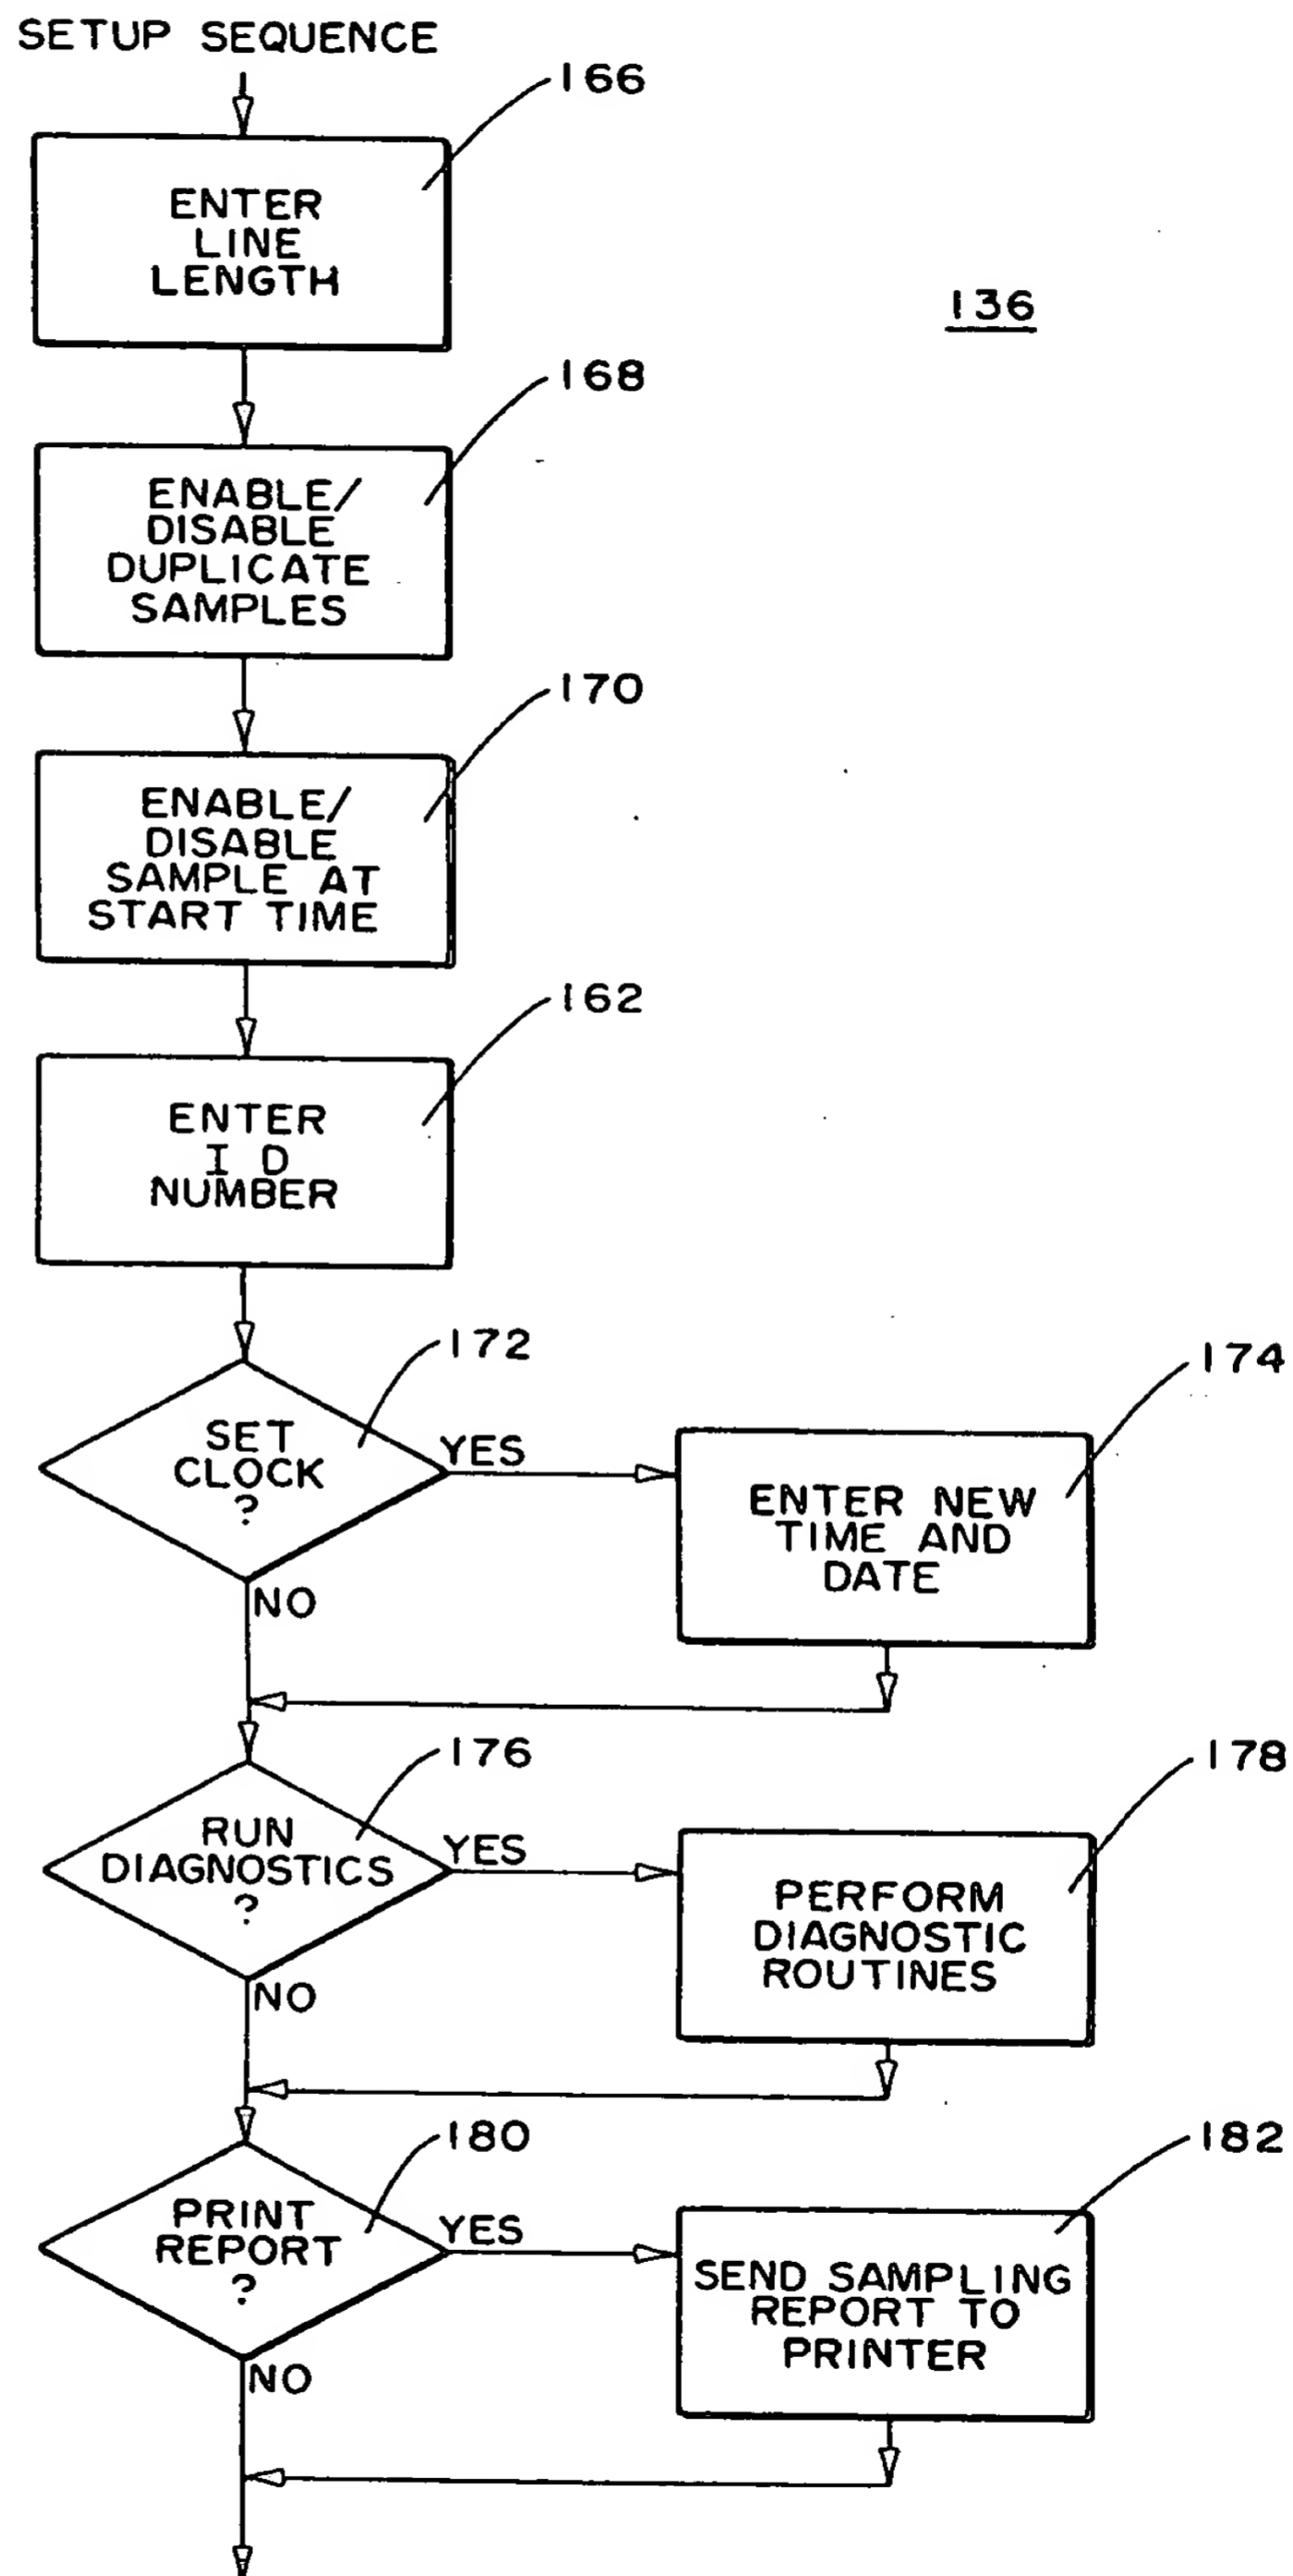 SETUP SEQUENCE
166
ENTER
LINE
LENGTH
136
168
ENABLE/
DISABLE
DUPLICATE
SAMPLES
170
ENABLE/
DISABLE
SAMPLE AT
START TIME
162
ENTER
I D
NUMBER
172
SET
CLOCK
?
YES
NO
174
ENTER NEW
TIME AND
DATE
176
RUN
DIAGNOSTICS
?
YES
NO
178
PERFORM
DIAGNOSTIC
ROUTINES
180
PRINT
REPORT
?
YES
NO
182
SEND SAMPLING
REPORT TO
PRINTER